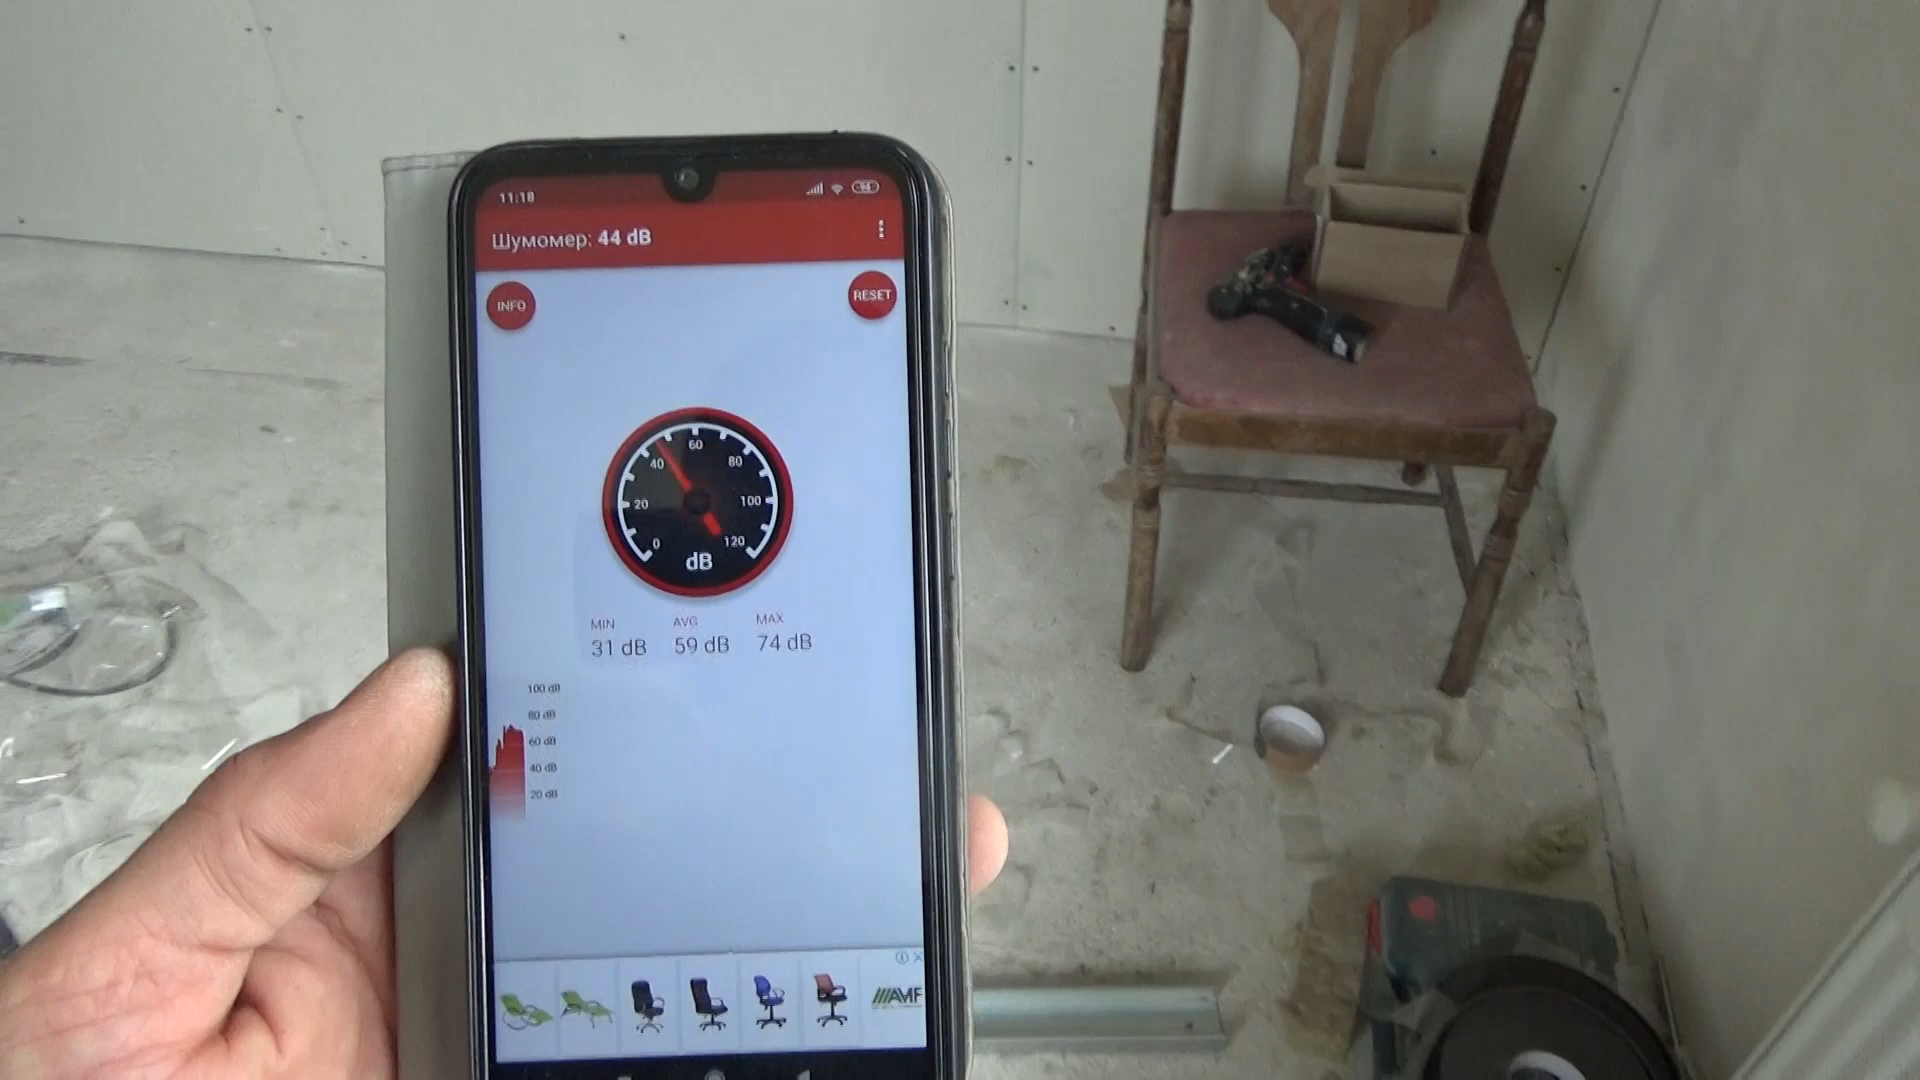 11:18
94
Шумомер: 44 dB
INFO
RESET
60
40
80
20
100
0
120
dB
MIN
AVG
MAX
31 dB
59 dB
74 dB
100 dB
80 dB
60 dB
40 dB
20 dB
AMF